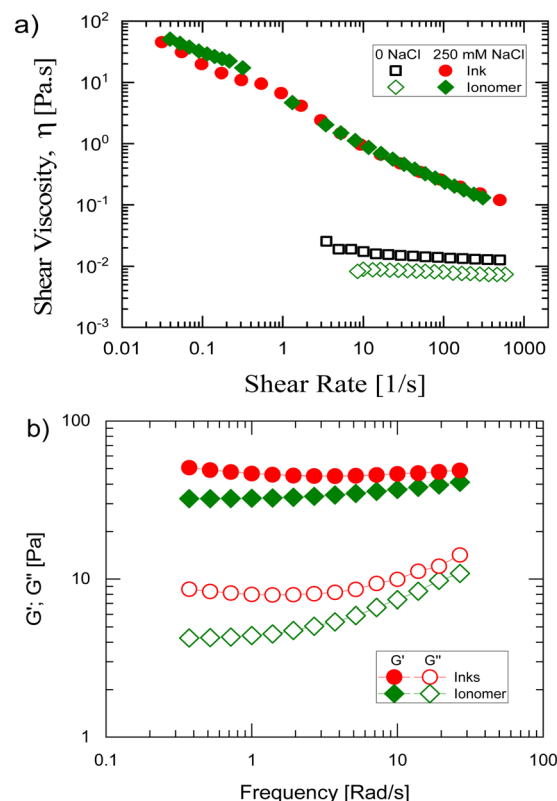 a)
0 NaCl 250 mM NaCl
Ink
Ionomer
Shear Viscosity, η [Pa.s]
10²
10¹
10⁰
10⁻¹
10⁻²
10⁻³
0.01 0.1 1 10 100 1000
Shear Rate [1/s]
b)
G'; G" [Pa]
100
10
1
G' G"
Inks
Ionomer
0.1 1 10 100
Frequency [Rad/s]